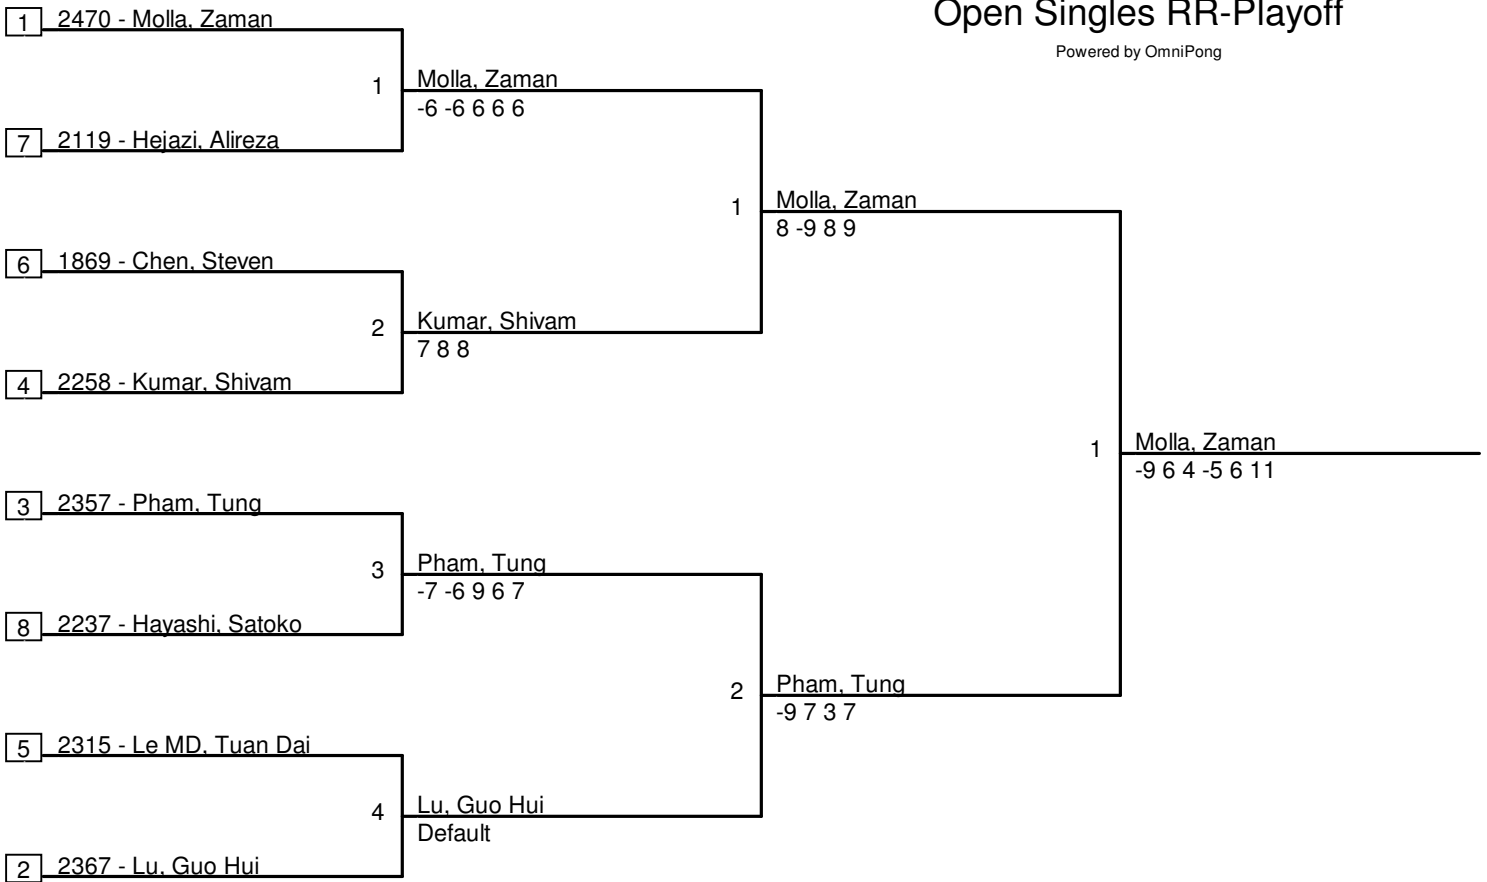 Open Singles RR-Playoff
Powered by OmniPong
1 2470 - Molla, Zaman
1 Molla, Zaman
-6 -6 6 6 6
7 2119 - Hejazi, Alireza
1 Molla, Zaman
8 -9 8 9
6 1869 - Chen, Steven
2 Kumar, Shivam
7 8 8
4 2258 - Kumar, Shivam
1 Molla, Zaman
-9 6 4 -5 6 11
3 2357 - Pham, Tung
3 Pham, Tung
-7 -6 9 6 7
8 2237 - Hayashi, Satoko
2 Pham, Tung
-9 7 3 7
5 2315 - Le MD, Tuan Dai
4 Lu, Guo Hui
Default
2 2367 - Lu, Guo Hui